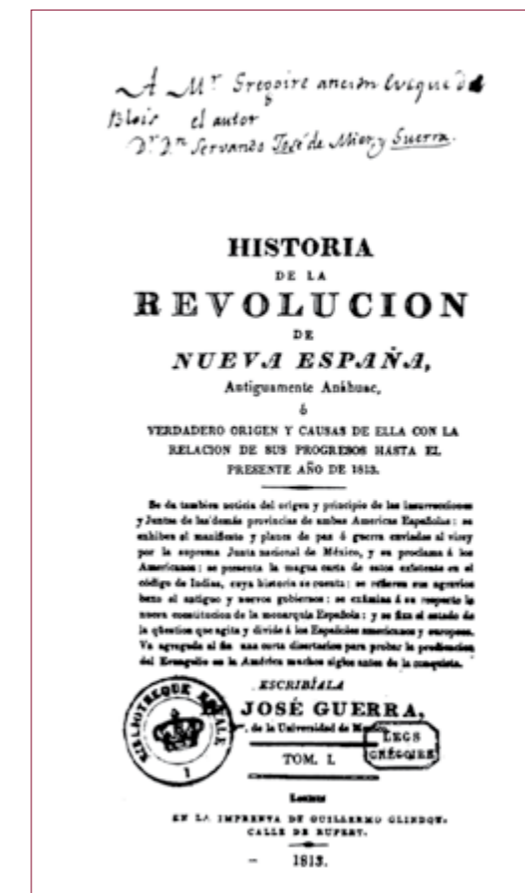 A Mr Gregoire ancien Eveque de
Blois el autor
Dr. Dn Servando José de Mier, y Guerra.
HISTORIA
DE LA
REVOLUCION
DE
NUEVA ESPAÑA,
Antiguamente Anáhuac,
ó
VERDADERO ORIGEN Y CAUSAS DE ELLA CON LA
RELACION DE SUS PROGRESOS HASTA EL
PRESENTE AÑO DE 1813.
Se da tambien noticia del origen y principio de las insurrecciones
y Juntas de las demás provincias de ambas Americas Españolas: se
exhiben el manifiesto y planes de paz ó guerra enviados al virey
por la suprema Junta nacional de México, y su proclama á los
Americanos: se presenta la magna carta de estos existente en el
código de Indias, cuya historia se cuenta: se refieren sus agravios
baxo el antiguo y nuevos gobiernos: se exâmina á su respecto la
nueva constitucion de la monarquia Española: y se fixa el estado de
la qüestion que agita y divide á los Españoles americanos y europeos.
Va agregada al fin una corta disertacion para probar la predicacion
del Evangelio en la América muchos siglos antes de la conquista.
ESCRIBÍALA
JOSÉ GUERRA,
de la Universidad de
BIBLIOTHEQUE ROYALE
1
LEGS
GRÉGOIRE
TOM. I.
EN LA IMPRENTA DE GUILLERMO GLINDON.
CALLE DE RUPERT.
– 1813.